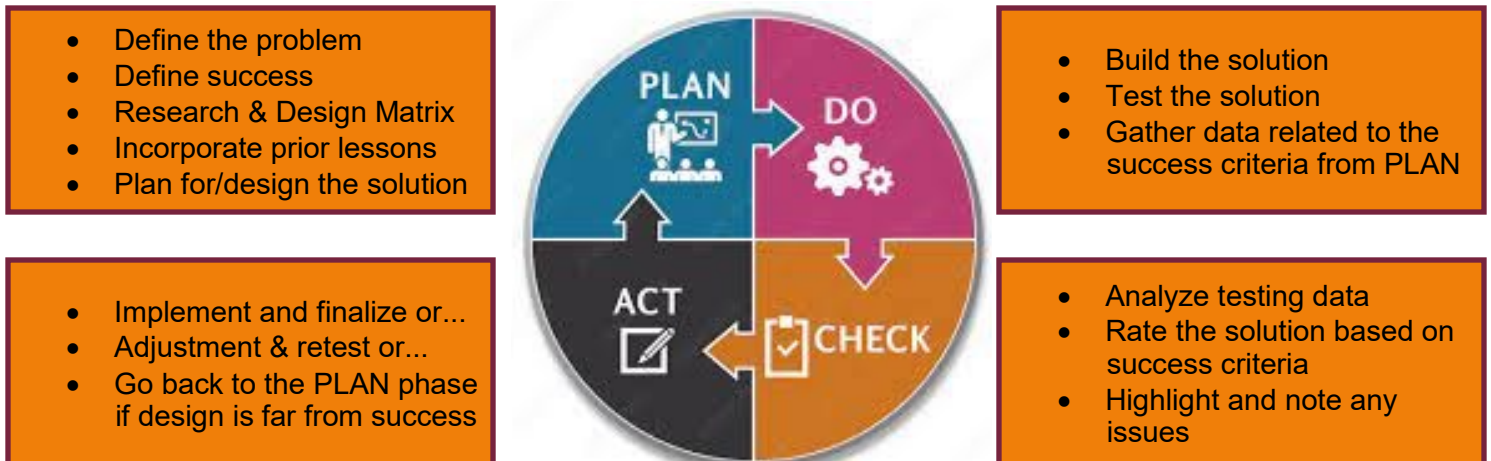 • Define the problem
• Define success
• Research & Design Matrix
• Incorporate prior lessons
• Plan for/design the solution
PLAN
DO
• Build the solution
• Test the solution
• Gather data related to the
success criteria from PLAN
• Implement and finalize or...
• Adjustment & retest or...
• Go back to the PLAN phase
if design is far from success
ACT
CHECK
• Analyze testing data
• Rate the solution based on
success criteria
• Highlight and note any
issues